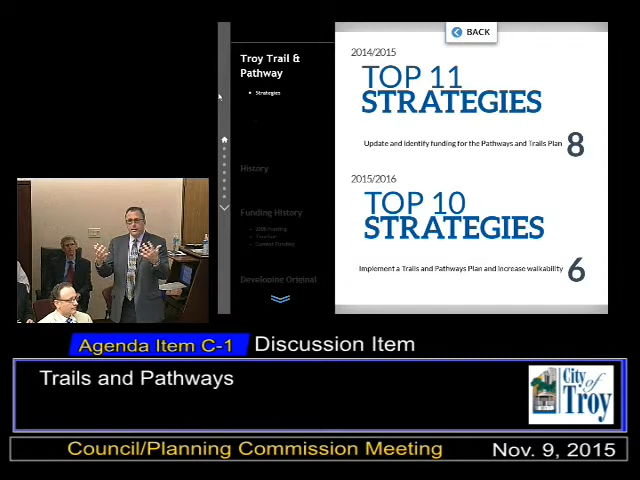 BACK
Troy Trail &
Pathway
Strategies
History
Funding History
Current Funding
Developing Original
2014/2015
TOP 11
STRATEGIES
Update and identify funding for the Pathways and Trails Plan 8
2015/2016
TOP 10
STRATEGIES
Implement a Trails and Pathways Plan and increase walkability 6
Agenda Item C-1 Discussion Item
Trails and Pathways
City
of
Troy
Council/Planning Commission Meeting Nov. 9, 2015